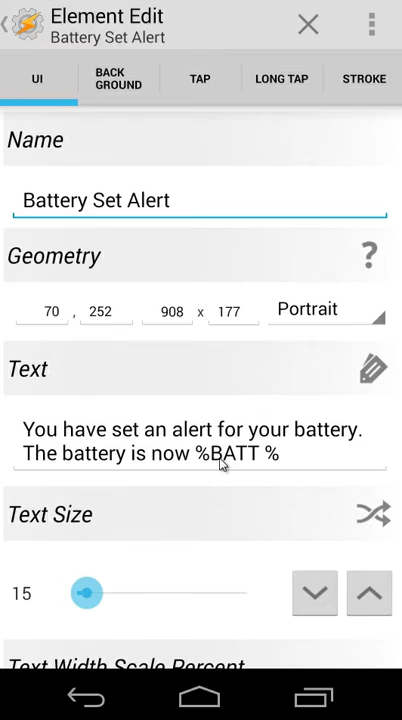 Element Edit
Battery Set Alert
UI
BACK
GROUND
TAP
LONG TAP
STROKE
Name
Battery Set Alert
Geometry
?
70 , 252 908 x 177 Portrait
Text
You have set an alert for your battery.
The battery is now %BATT %
Text Size
15
Text Width Scale Percent